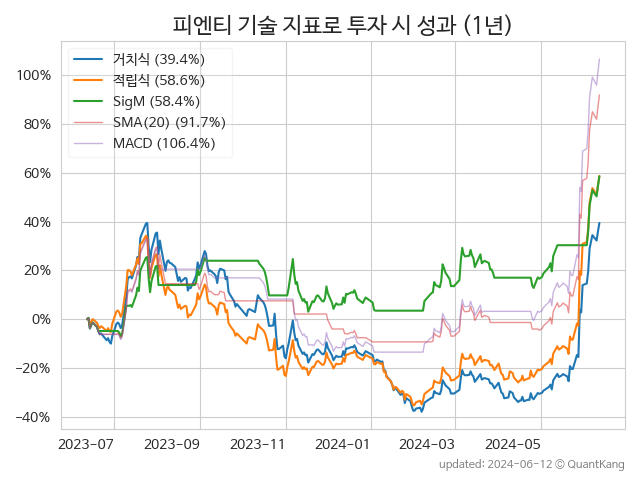 피엔티 기술 지표로 투자 시 성과 (1년)
거치식 (39.4%)
적립식 (58.6%)
SigM (58.4%)
SMA(20) (91.7%)
MACD (106.4%)
100%
80%
60%
40%
20%
0%
−20%
−40%
2023-07 2023-09 2023-11 2024-01 2024-03 2024-05
updated: 2024-06-12 © QuantKang